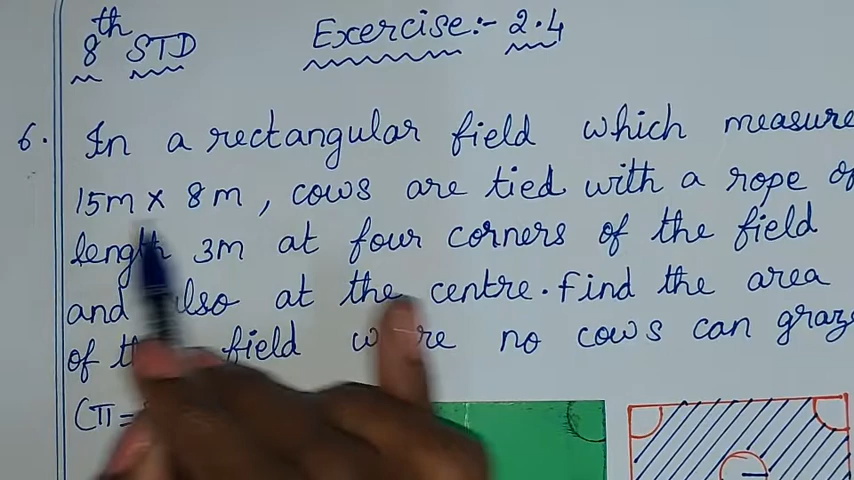 8th STD Exercise:- 2.4
6. In a rectangular field which measure
15m x 8m, cows are tied with a rope of
length 3m at four corners of the field
and also at the centre. Find the area
of field no cows can graze
(π =